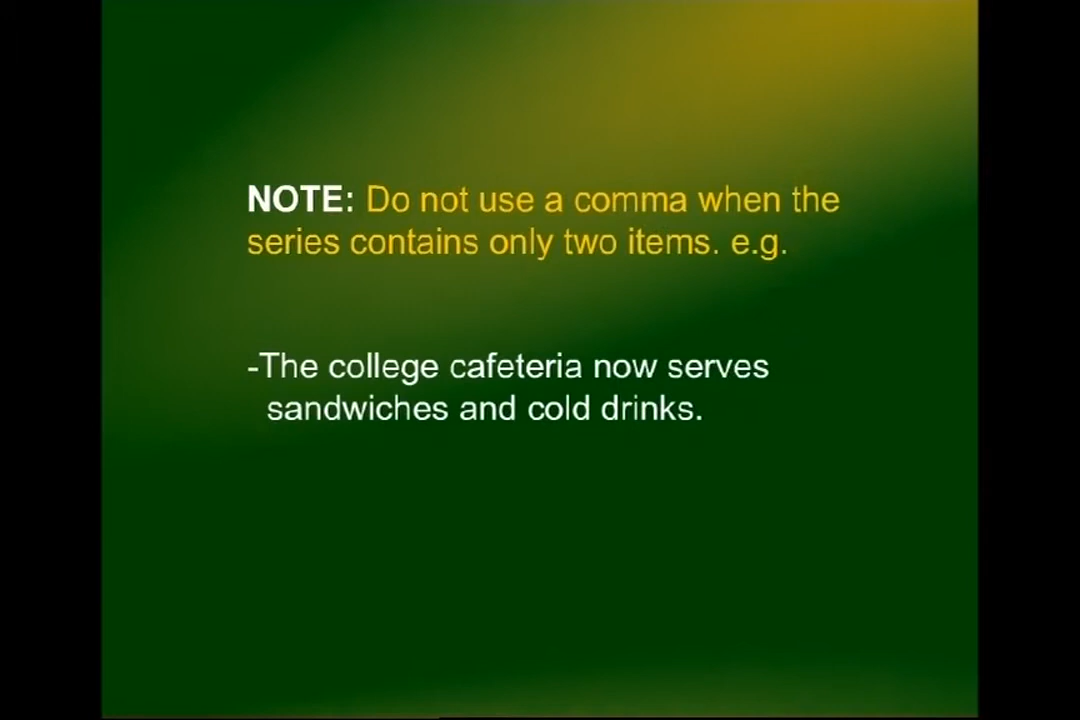 NOTE: Do not use a comma when the
series contains only two items. e.g.
-The college cafeteria now serves
sandwiches and cold drinks.